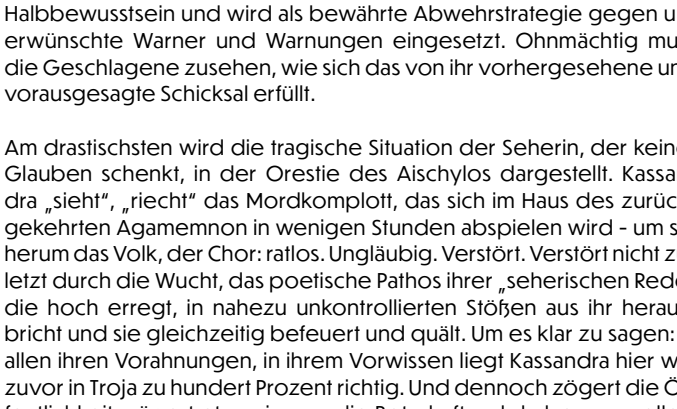 Halbbewusstsein und wird als bewährte Abwehrstrategie gegen u
erwünschte Warner und Warnungen eingesetzt. Ohnmächtig mu
die Geschlagene zusehen, wie sich das von ihr vorhergesehene un
vorausgesagte Schicksal erfüllt.
Am drastischsten wird die tragische Situation der Seherin, der kein
Glauben schenkt, in der Orestie des Aischylos dargestellt. Kassa
dra „sieht“, „riecht“ das Mordkomplott, das sich im Haus des zurüc
gekehrten Agamemnon in wenigen Stunden abspielen wird - um s
herum das Volk, der Chor: ratlos. Ungläubig. Verstört. Verstört nicht z
letzt durch die Wucht, das poetische Pathos ihrer „seherischen Rede
die hoch erregt, in nahezu unkontrollierten Stößen aus ihr herau
bricht und sie gleichzeitig befeuert und quält. Um es klar zu sagen:
allen ihren Vorahnungen, in ihrem Vorwissen liegt Kassandra hier w
zuvor in Troja zu hundert Prozent richtig. Und dennoch zögert die Ö